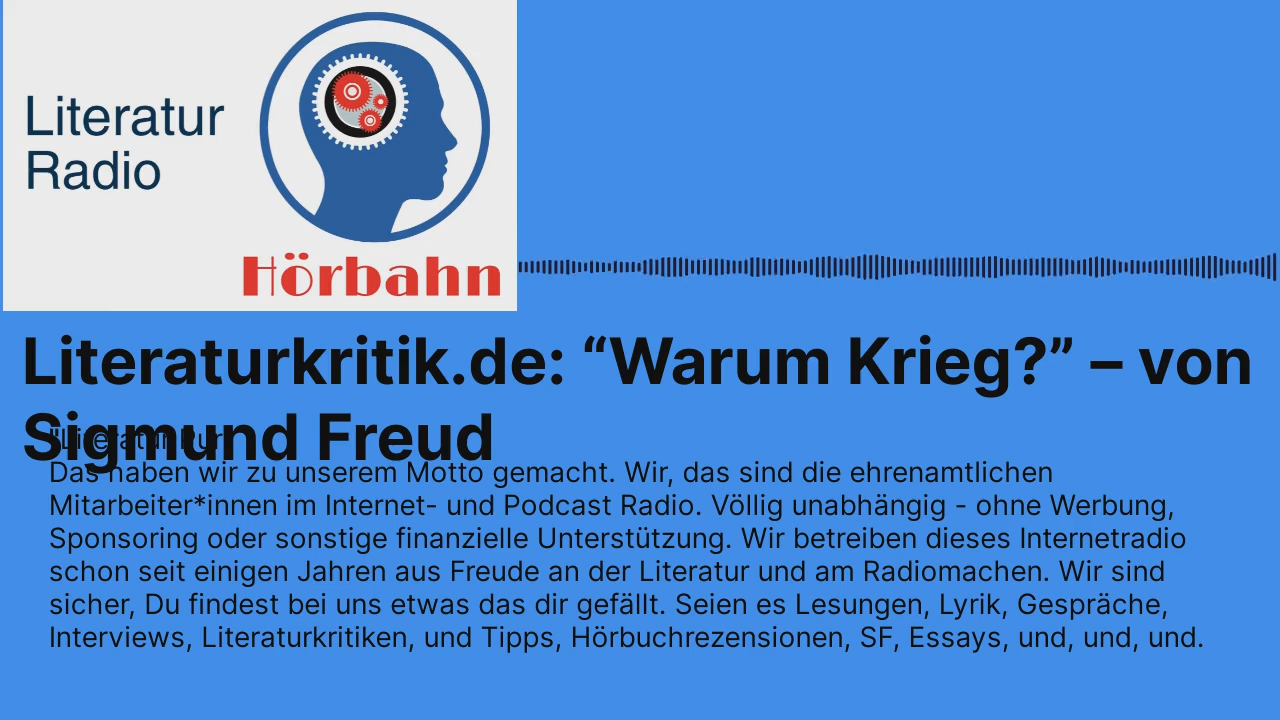 Literatur
Radio
Hörbahn
Literaturkritik.de: “Warum Krieg?” – von
Sigmund Freud
"Literatur Pur
Das haben wir zu unserem Motto gemacht. Wir, das sind die ehrenamtlichen
Mitarbeiter*innen im Internet- und Podcast Radio. Völlig unabhängig - ohne Werbung,
Sponsoring oder sonstige finanzielle Unterstützung. Wir betreiben dieses Internetradio
schon seit einigen Jahren aus Freude an der Literatur und am Radiomachen. Wir sind
sicher, Du findest bei uns etwas das dir gefällt. Seien es Lesungen, Lyrik, Gespräche,
Interviews, Literaturkritiken, und Tipps, Hörbuchrezensionen, SF, Essays, und, und, und.